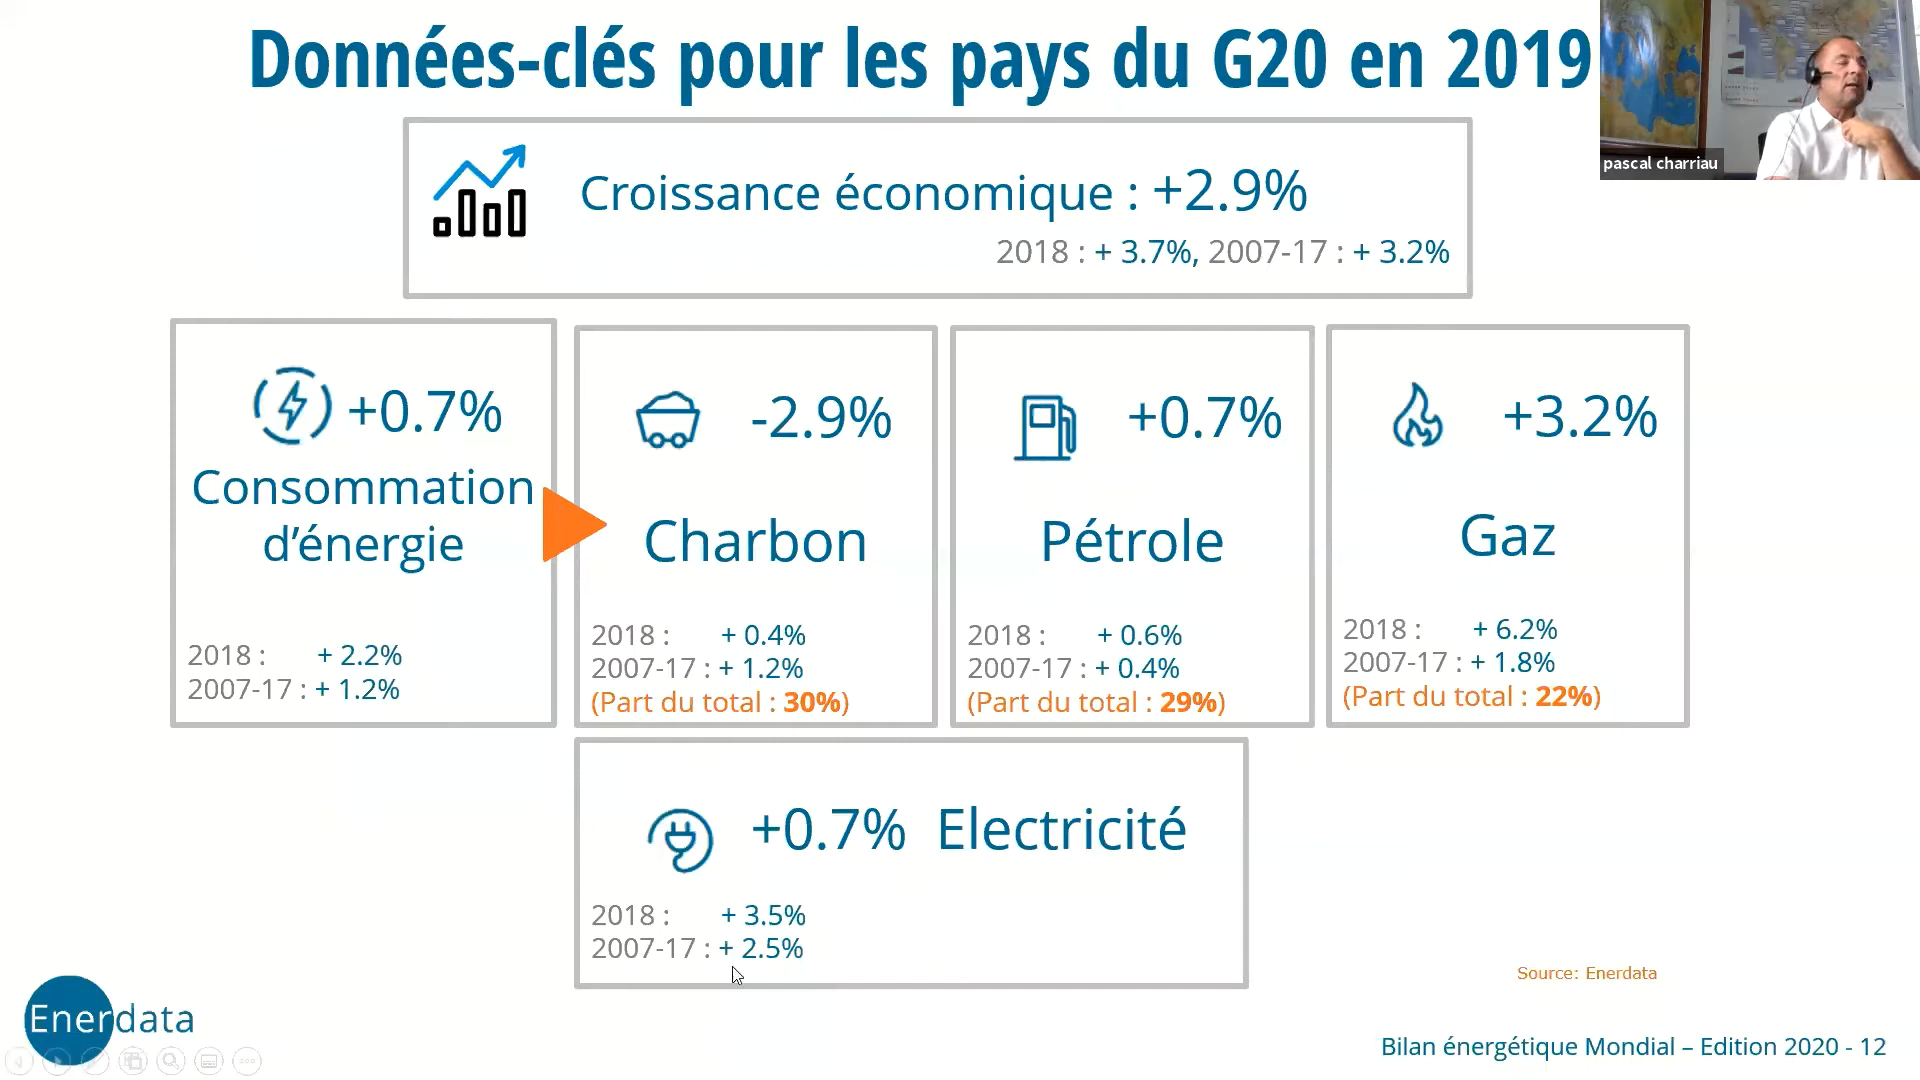 Données-clés pour les pays du G20 en 2019
pascal charriau
Croissance économique : +2.9%
2018 : + 3.7%, 2007-17 : + 3.2%
+0.7%
Consommation
d’énergie
2018 : + 2.2%
2007-17 : + 1.2%
-2.9%
Charbon
2018 : + 0.4%
2007-17 : + 1.2%
(Part du total : 30%)
+0.7%
Pétrole
2018 : + 0.6%
2007-17 : + 0.4%
(Part du total : 29%)
+3.2%
Gaz
2018 : + 6.2%
2007-17 : + 1.8%
(Part du total : 22%)
+0.7% Electricité
2018 : + 3.5%
2007-17 : + 2.5%
Source: Enerdata
Enerdata
Bilan énergétique Mondial – Edition 2020 - 12